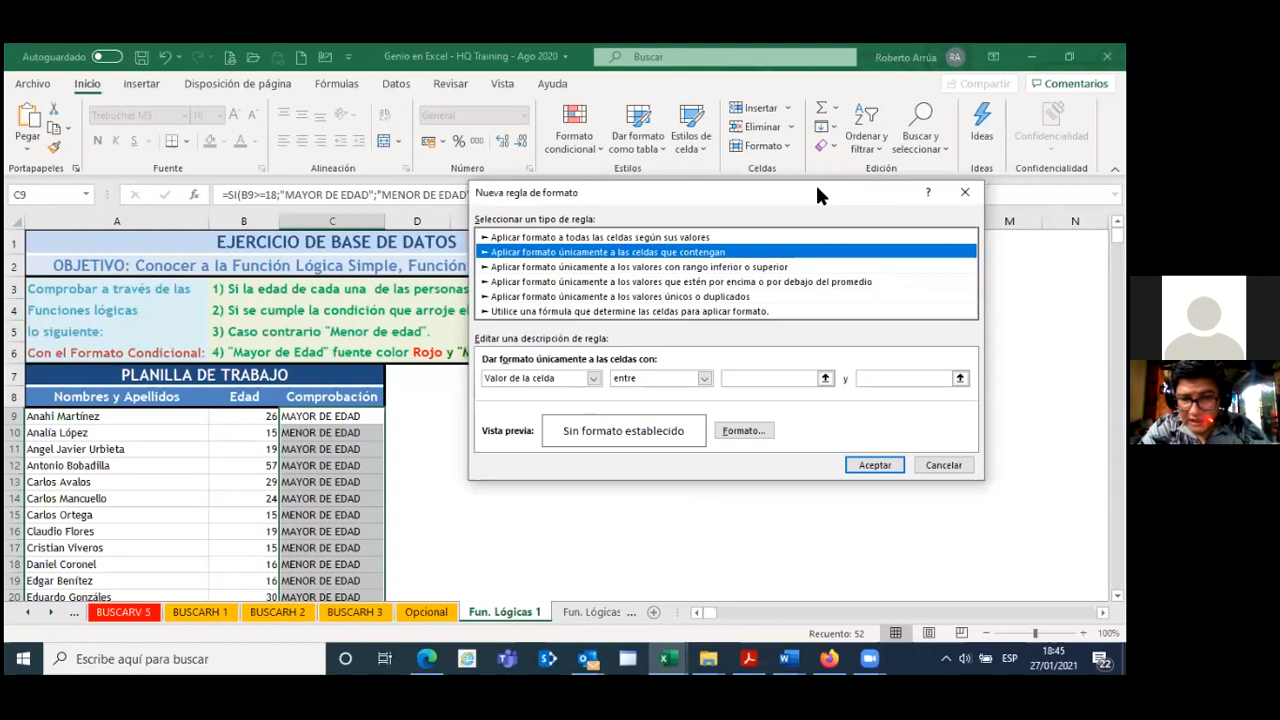 Autoguardado
Genio en Excel - HQ Training - Ago 2020
Buscar
Roberto Arrúa
RA
Archivo Inicio Insertar Disposición de página Fórmulas Datos Revisar Vista Ayuda
Compartir
Comentarios
Pegar
Trebuchet MS
10
N K S
General
% 000
Formato condicional
Dar formato como tabla
Estilos de celda
Insertar
Eliminar
Formato
Ordenar y filtrar
Buscar y seleccionar
Ideas
Confidencialidad
Portapapeles Fuente Alineación Número Estilos Celdas Edición Ideas Confidencialidad
C9
fx
=SI(B9>=18;"MAYOR DE EDAD";"MENOR DE EDAD"
A B C D M N
1 EJERCICIO DE BASE DE DATOS
2 OBJETIVO: Conocer a la Función Lógica Simple, Función
3 Comprobar a través de las 1) Si la edad de cada una de las personas
4 Funciones lógicas 2) Si se cumple la condición que arroje el
5 lo siguiente: 3) Caso contrario "Menor de edad".
6 Con el Formato Condicional: 4) "Mayor de Edad" fuente color Rojo y "M
7 PLANILLA DE TRABAJO
8 Nombres y Apellidos Edad Comprobación
9 Anahi Martínez 26 MAYOR DE EDAD
10 Analía López 15 MENOR DE EDAD
11 Angel Javier Urbieta 19 MAYOR DE EDAD
12 Antonio Bobadilla 57 MAYOR DE EDAD
13 Carlos Avalos 29 MAYOR DE EDAD
14 Carlos Mancuello 24 MAYOR DE EDAD
15 Carlos Ortega 15 MENOR DE EDAD
16 Claudio Flores 19 MAYOR DE EDAD
17 Cristian Viveros 15 MENOR DE EDAD
18 Daniel Coronel 16 MENOR DE EDAD
19 Edgar Benítez 16 MENOR DE EDAD
20 Eduardo Gonzáles 30 MAYOR DE EDAD
Nueva regla de formato
?
Seleccionar un tipo de regla:
► Aplicar formato a todas las celdas según sus valores
► Aplicar formato únicamente a las celdas que contengan
► Aplicar formato únicamente a los valores con rango inferior o superior
► Aplicar formato únicamente a los valores que estén por encima o por debajo del promedio
► Aplicar formato únicamente a los valores únicos o duplicados
► Utilice una fórmula que determine las celdas para aplicar formato.
Editar una descripción de regla:
Dar formato únicamente a las celdas con:
Valor de la celda entre y
Vista previa: Sin formato establecido Formato...
Aceptar Cancelar
... BUSCARV 5 BUSCARH 1 BUSCARH 2 BUSCARH 3 Opcional Fun. Lógicas 1 Fun. Lógicas ...
Recuento: 52
100%
Escribe aquí para buscar
ESP
18:45
27/01/2021
22